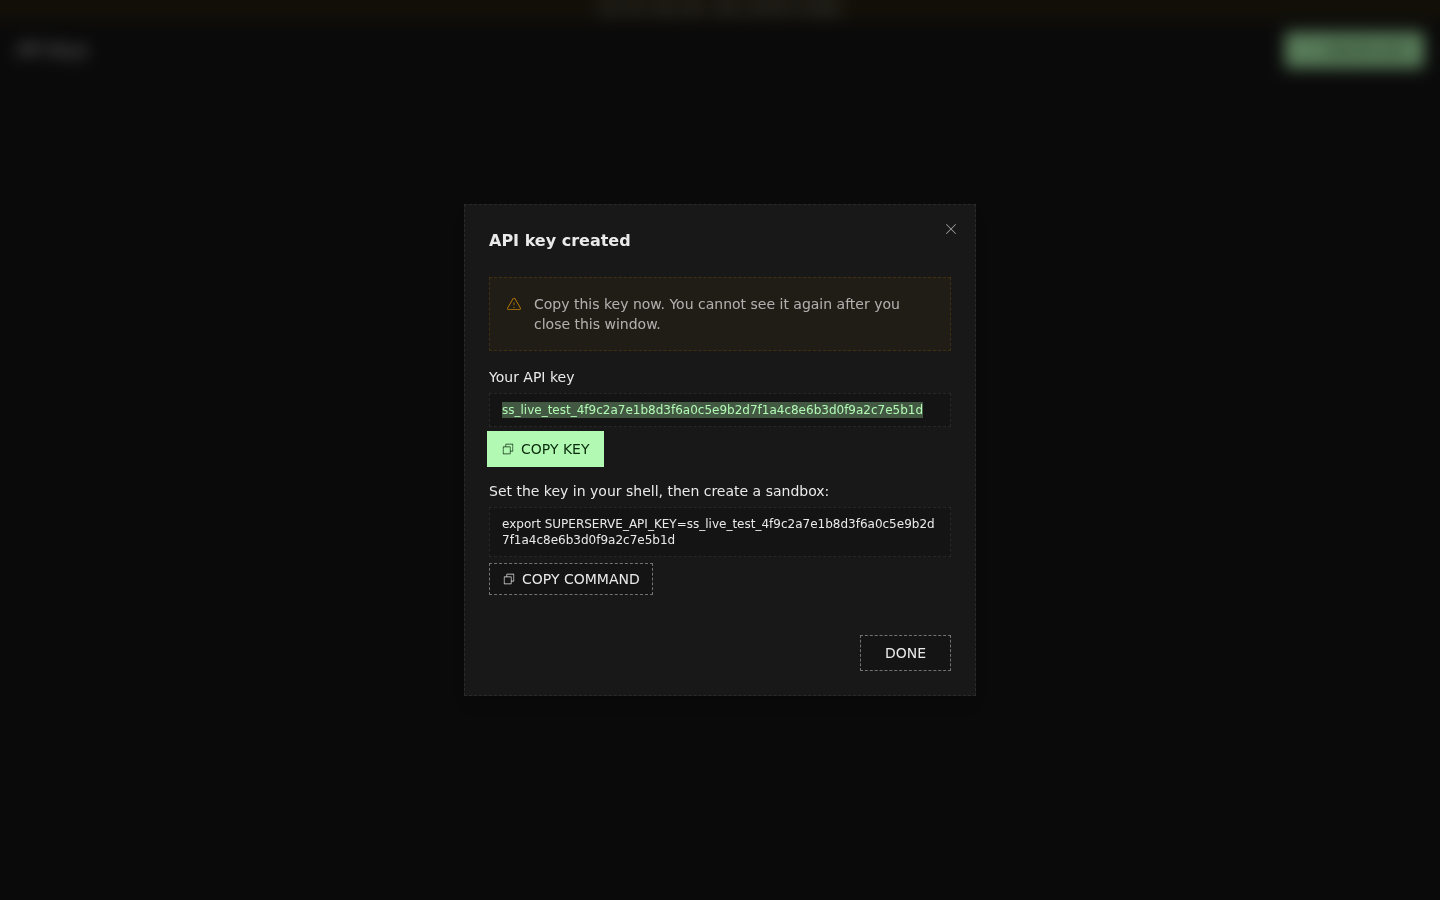 API key created
Copy this key now. You cannot see it again after you
close this window.
Your API key
ss_live_test_4f9c2a7e1b8d3f6a0c5e9b2d7f1a4c8e6b3d0f9a2c7e5b1d
COPY KEY
Set the key in your shell, then create a sandbox:
export SUPERSERVE_API_KEY=ss_live_test_4f9c2a7e1b8d3f6a0c5e9b2d
7f1a4c8e6b3d0f9a2c7e5b1d
COPY COMMAND
DONE